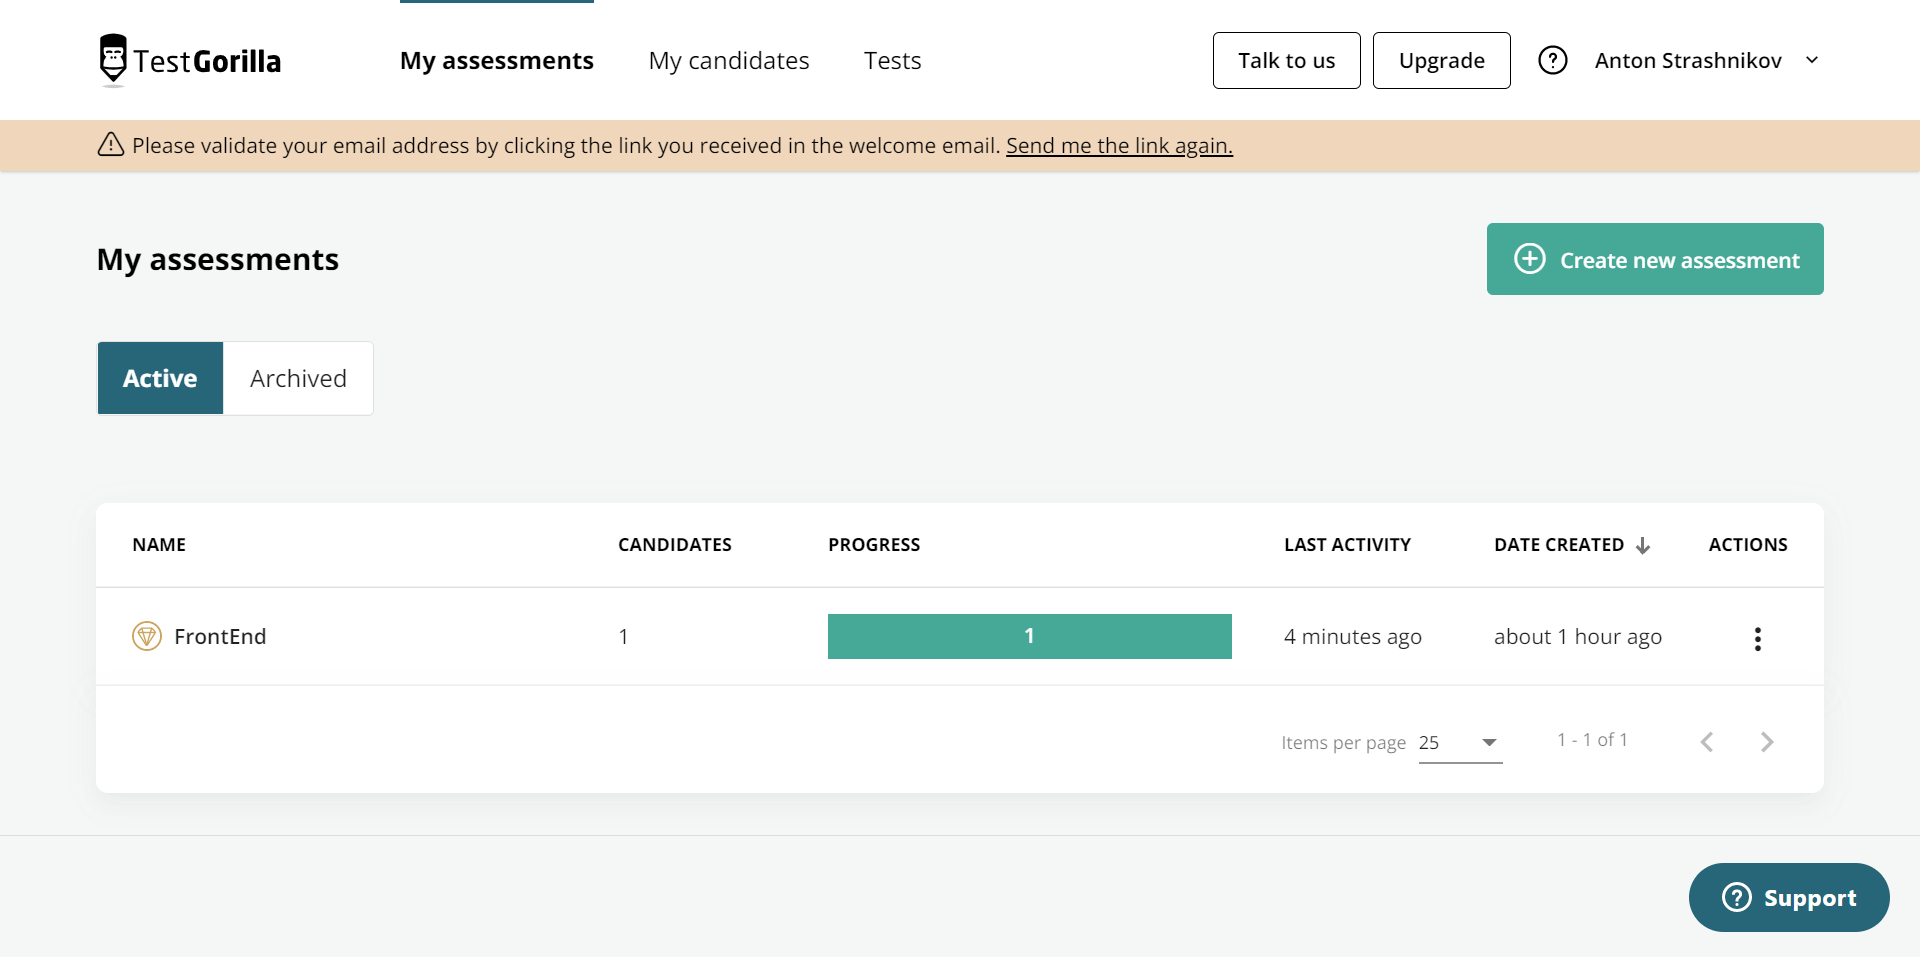 TestGorilla
My assessments
My candidates
Tests
Talk to us
Upgrade
Anton Strashnikov
Please validate your email address by clicking the link you received in the welcome email. Send me the link again.
My assessments
Create new assessment
Active
Archived
NAME
CANDIDATES
PROGRESS
LAST ACTIVITY
DATE CREATED
ACTIONS
FrontEnd
1
1
4 minutes ago
about 1 hour ago
Items per page 25
1 - 1 of 1
Support